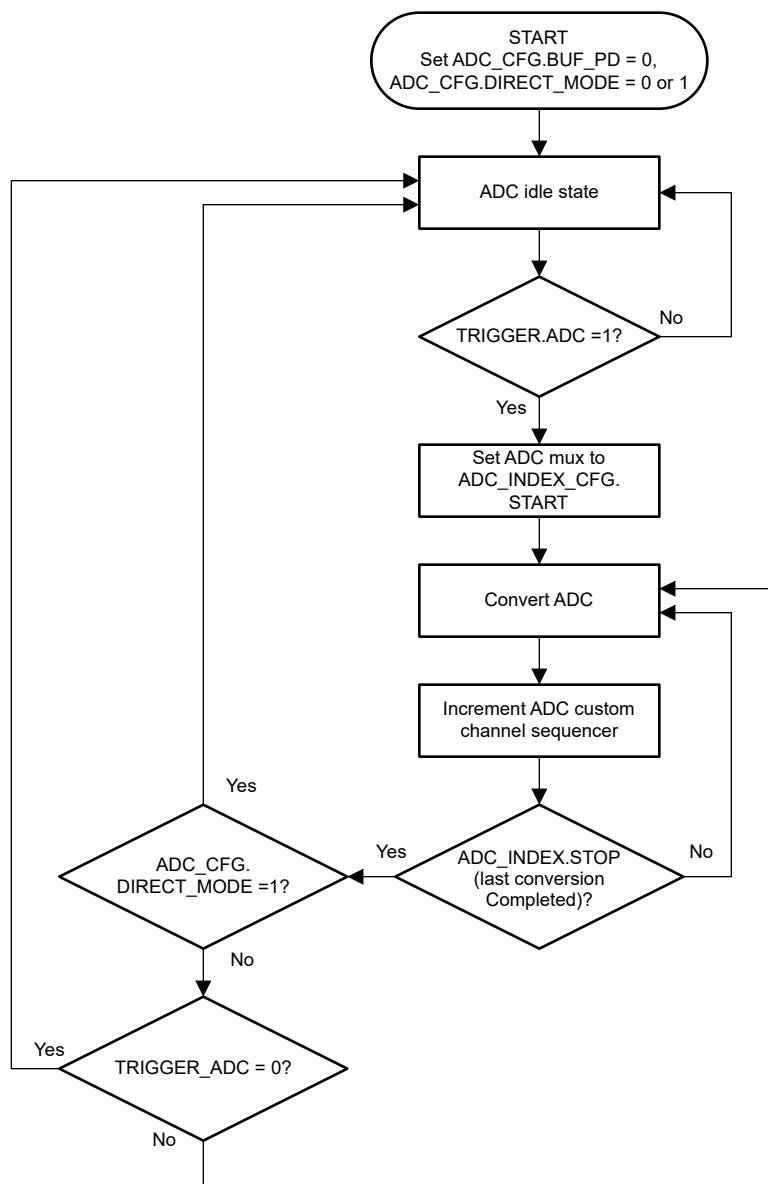 START
Set ADC_CFG.BUF_PD = 0,
ADC_CFG.DIRECT_MODE = 0 or 1
ADC idle state
TRIGGER.ADC =1?
No
Yes
Set ADC mux to
ADC_INDEX_CFG.
START
Convert ADC
Increment ADC custom
channel sequencer
ADC_INDEX.STOP
(last conversion
Completed)?
No
Yes
Yes
ADC_CFG.
DIRECT_MODE =1?
No
TRIGGER_ADC = 0?
Yes
No